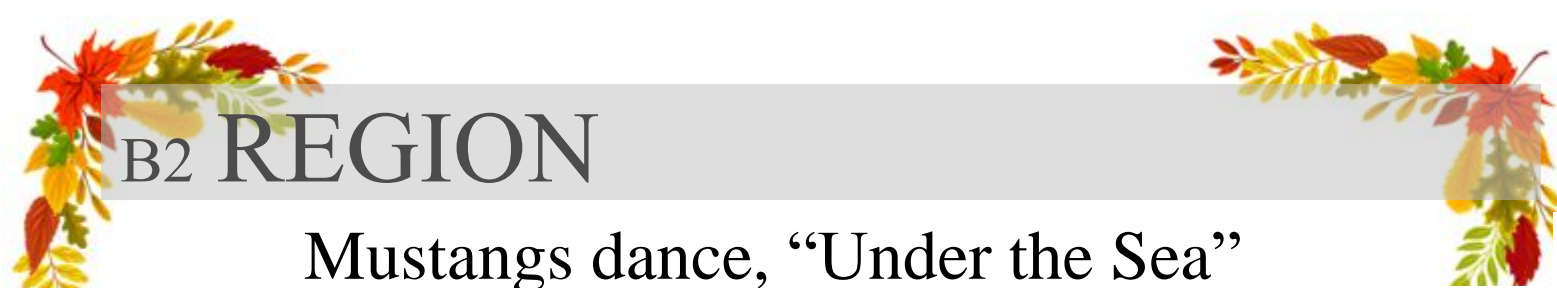 B2 REGION
Mustangs dance, “Under the Sea”